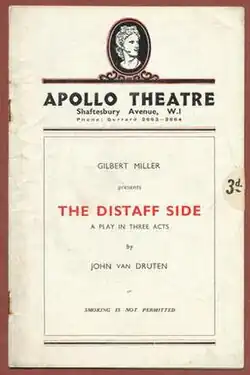 APOLLO THEATRE
Shaftesbury Avenue, W.1
Phone: Gerrard 2663-2664
GILBERT MILLER
presents
3d.
THE DISTAFF SIDE
A PLAY IN THREE ACTS
by
JOHN VAN DRUTEN
SMOKING IS NOT PERMITTED